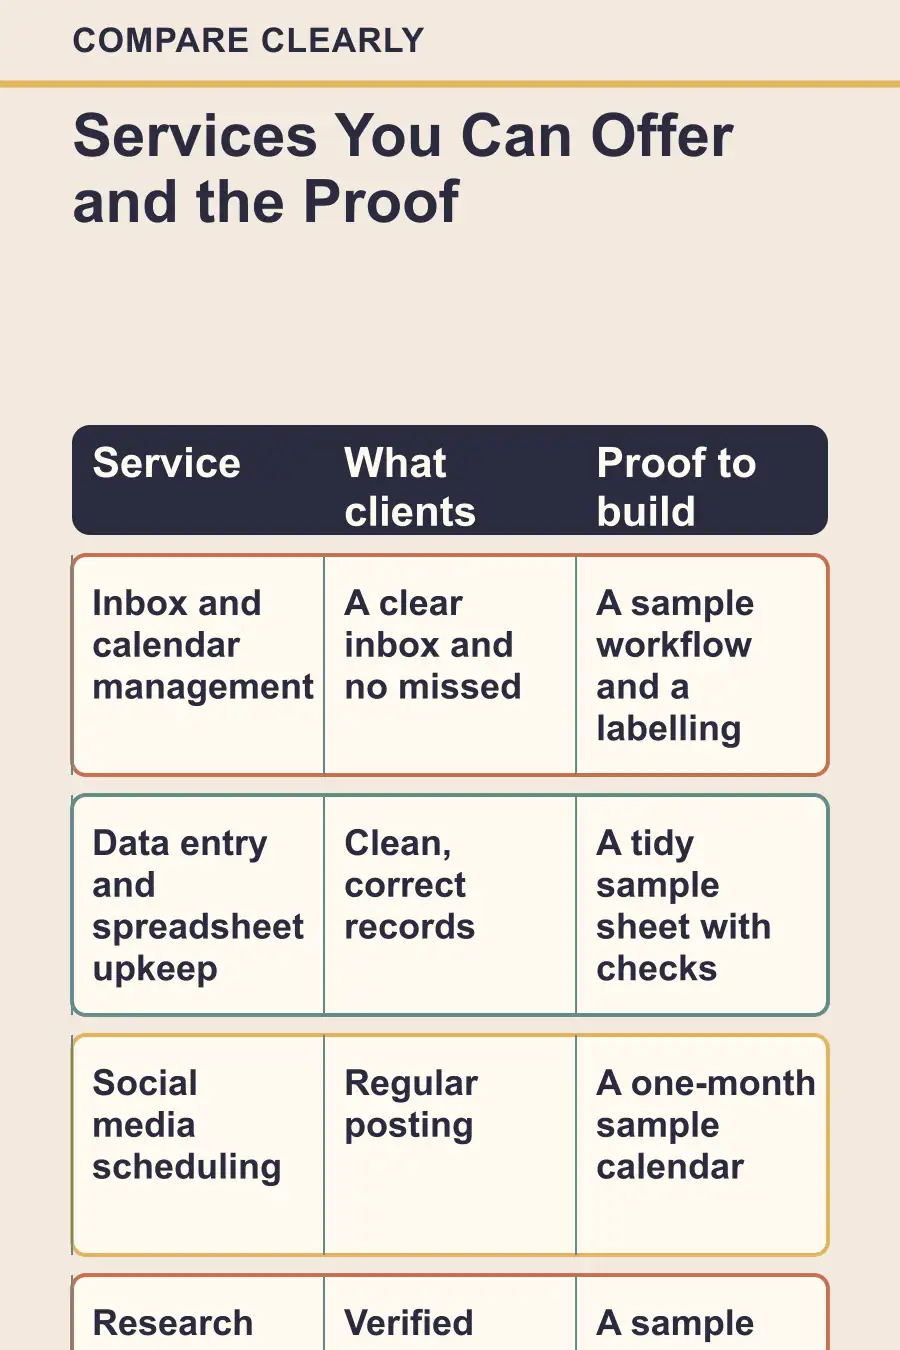 COMPARE CLEARLY
Services You Can Offer
and the Proof
Service
What
clients
Proof to
build
Inbox and
calendar
management
A clear
inbox and
no missed
A sample
workflow
and a
labelling
Data entry
and
spreadsheet
upkeep
Clean,
correct
records
A tidy
sample
sheet with
checks
Social
media
scheduling
Regular
posting
A one-month
sample
calendar
Research
Verified
A sample